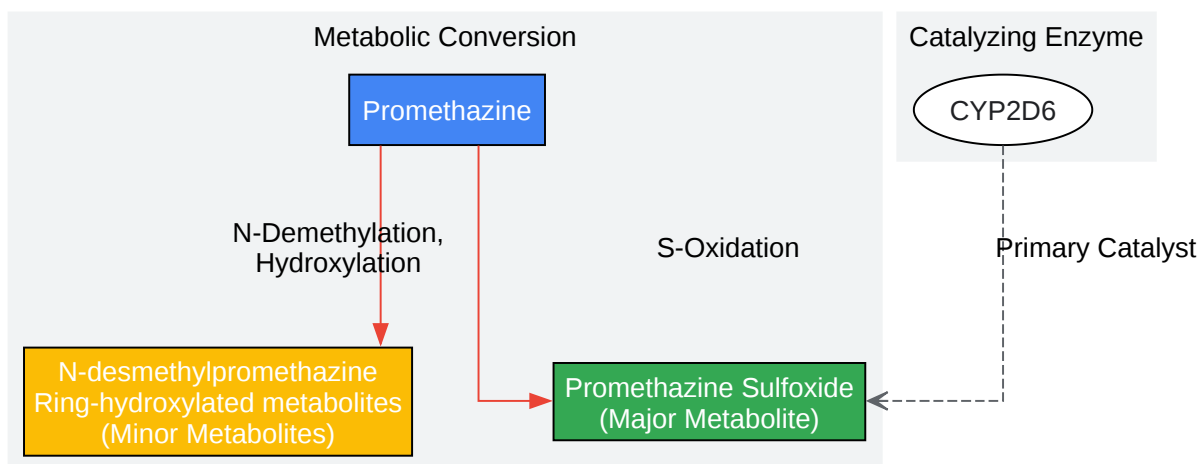 Metabolic Conversion
Catalyzing Enzyme
Promethazine
CYP2D6
N-Demethylation,
Hydroxylation
S-Oxidation
Primary Catalyst
N-desmethylpromethazine
Ring-hydroxylated metabolites
(Minor Metabolites)
Promethazine Sulfoxide
(Major Metabolite)